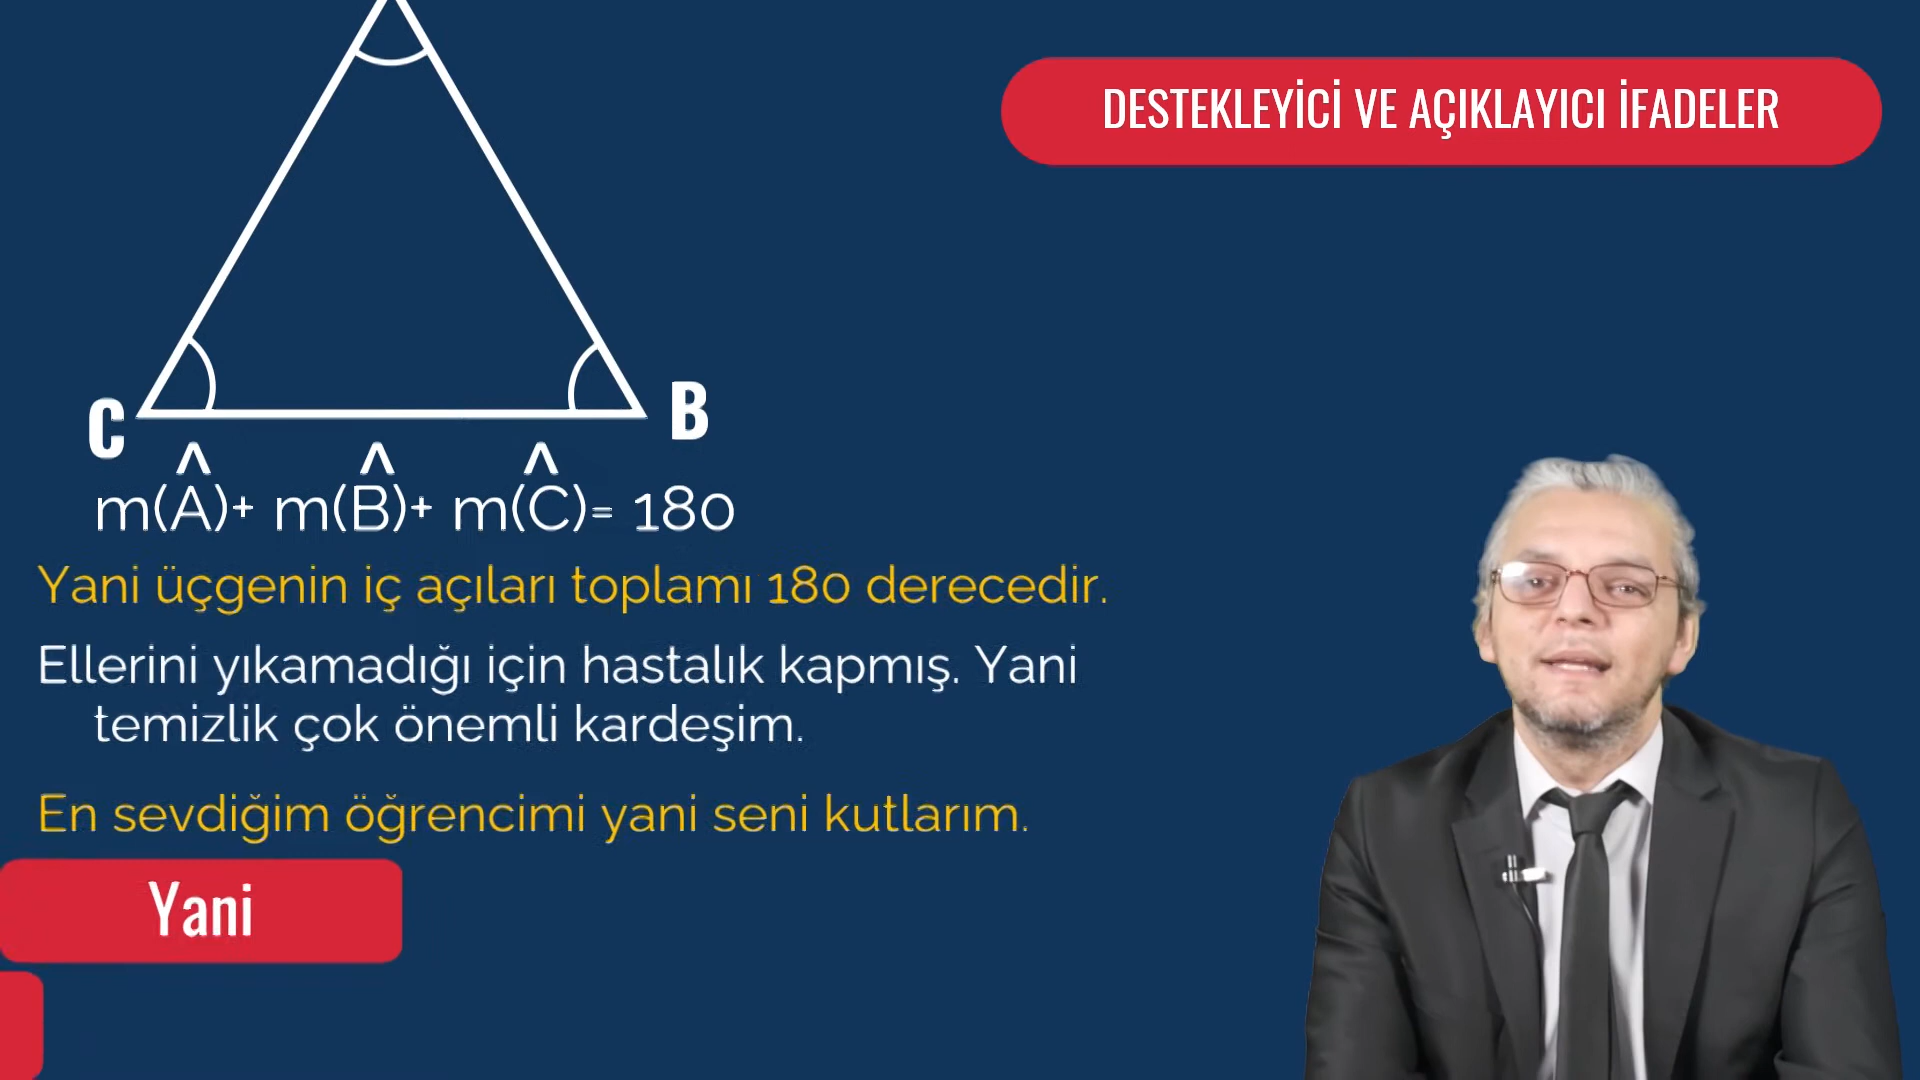 DESTEKLEYİCİ VE AÇIKLAYICI İFADELER
C
B
m(Â)+ m(B̂)+ m(Ĉ)= 180
Yani üçgenin iç açıları toplamı 180 derecedir.
Ellerini yıkamadığı için hastalık kapmış. Yani
temizlik çok önemli kardeşim.
En sevdiğim öğrencimi yani seni kutlarım.
Yani